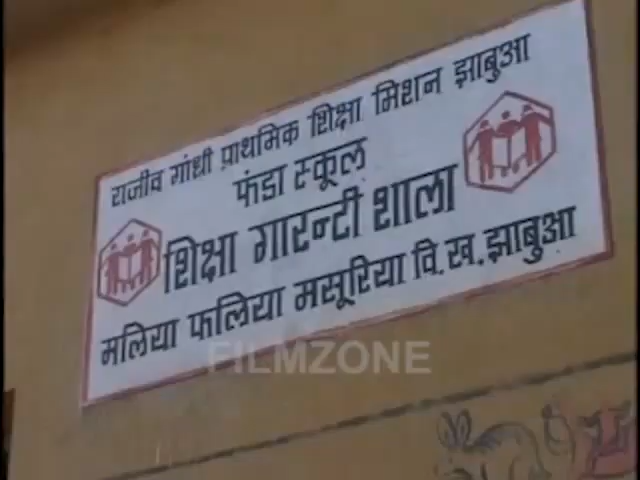 राजीव गांधी प्राथमिक शिक्षा मिशन झाबुआ
फंडा स्कूल
शिक्षा गारन्टी शाला
मलिया फलिया मसूरिया वि.ख.झाबुआ
FILMZONE